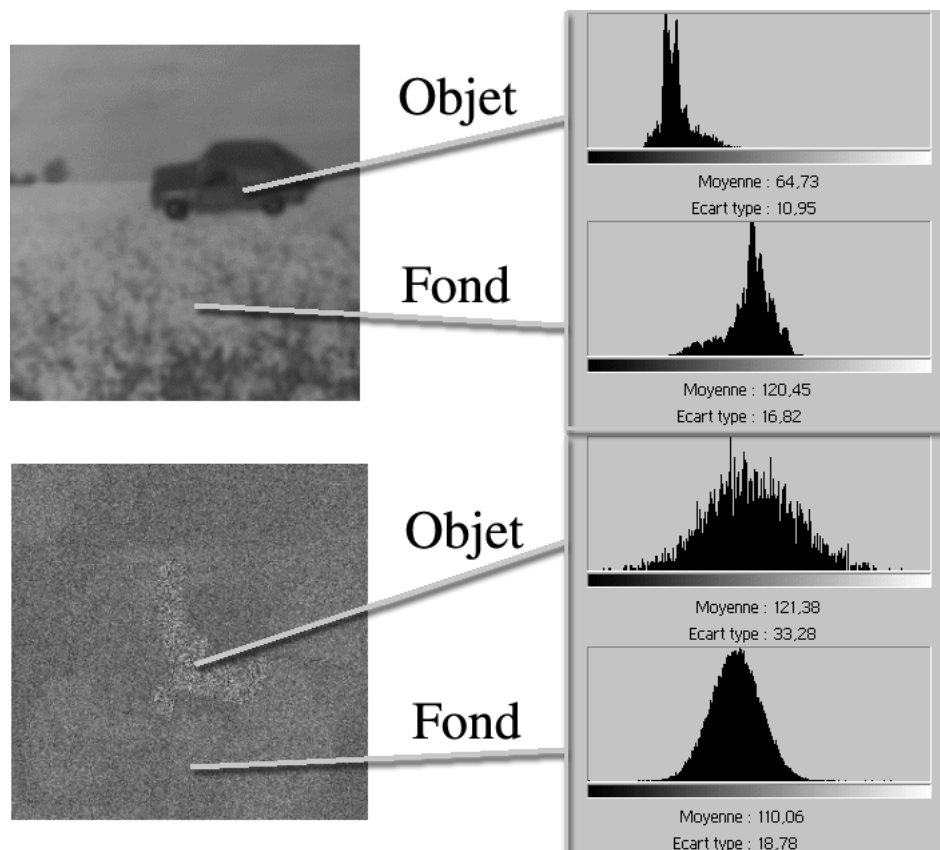 Objet
Moyenne : 64,73
Ecart type : 10,95
Fond
Moyenne : 120,45
Ecart type : 16,82
Objet
Moyenne : 121,38
Ecart type : 33,28
Fond
Moyenne : 110,06
Ecart type : 18,78